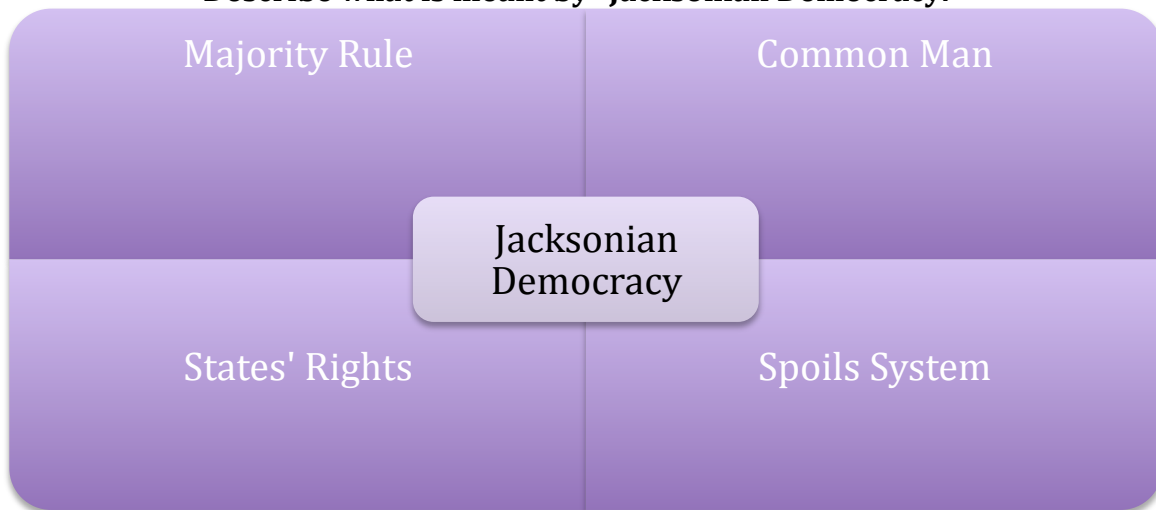 Describe what is meant by "Jacksonian Democracy."
Majority Rule
Common Man
Jacksonian
Democracy
States' Rights
Spoils System